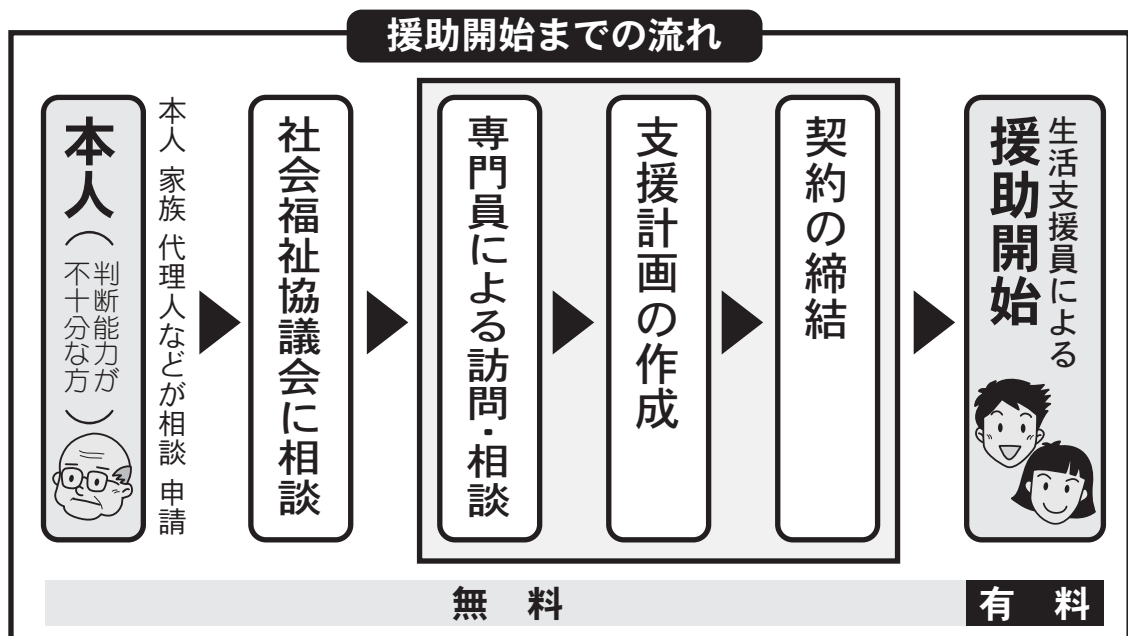 援助開始までの流れ
本人
（判断能力が
不十分な方）
本人 家族 代理人などが相談 申請
社会福祉協議会に相談
専門員による訪問・相談
支援計画の作成
契約の締結
生活支援員による
援助開始
無 料
有 料